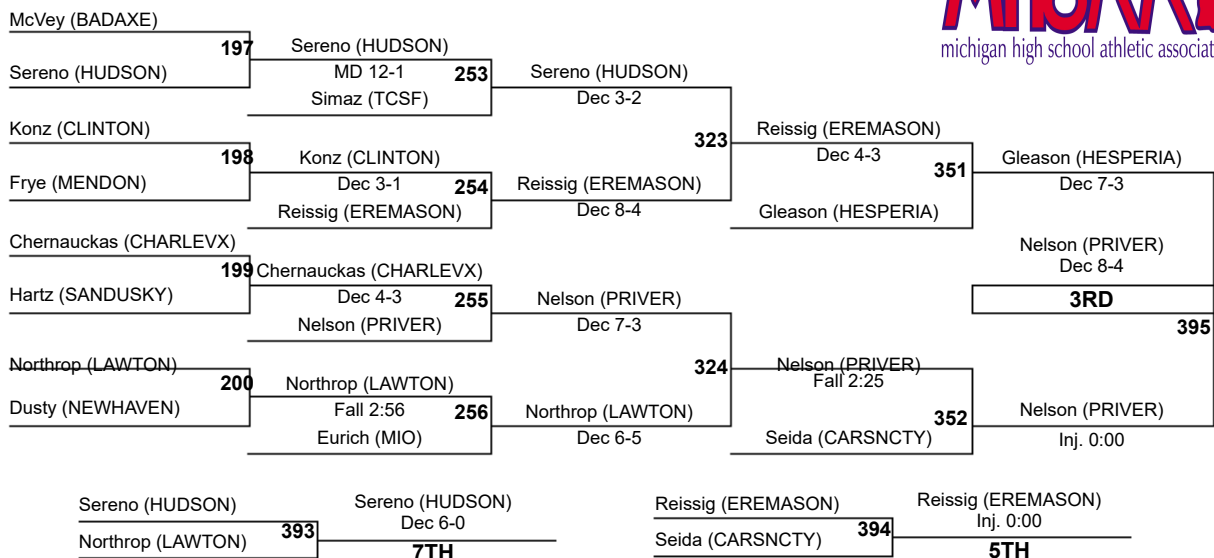 McVey (BADAXE)
197
Sereno (HUDSON)
Sereno (HUDSON)
MD 12-1
253
Simaz (TCSF)
Sereno (HUDSON)
Dec 3-2
Konz (CLINTON)
198
Frye (MENDON)
Konz (CLINTON)
Dec 3-1
254
Reissig (EREMASON)
Reissig (EREMASON)
Dec 8-4
323
Reissig (EREMASON)
Dec 4-3
351
Gleason (HESPERIA)
Gleason (HESPERIA)
Dec 7-3
Chernauckas (CHARLEVX)
199
Hartz (SANDUSKY)
Chernauckas (CHARLEVX)
Dec 4-3
255
Nelson (PRIVER)
Nelson (PRIVER)
Dec 7-3
Northrop (LAWTON)
200
Dusty (NEWHAVEN)
Northrop (LAWTON)
Fall 2:56
256
Eurich (MIO)
Northrop (LAWTON)
Dec 6-5
324
Nelson (PRIVER)
Fall 2:25
352
Seida (CARSNCTY)
Nelson (PRIVER)
Inj. 0:00
Nelson (PRIVER)
Dec 8-4
3RD
395
Sereno (HUDSON)
393
Northrop (LAWTON)
Sereno (HUDSON)
Dec 6-0
7TH
Reissig (EREMASON)
394
Seida (CARSNCTY)
Reissig (EREMASON)
Inj. 0:00
5TH
michigan high school athletic